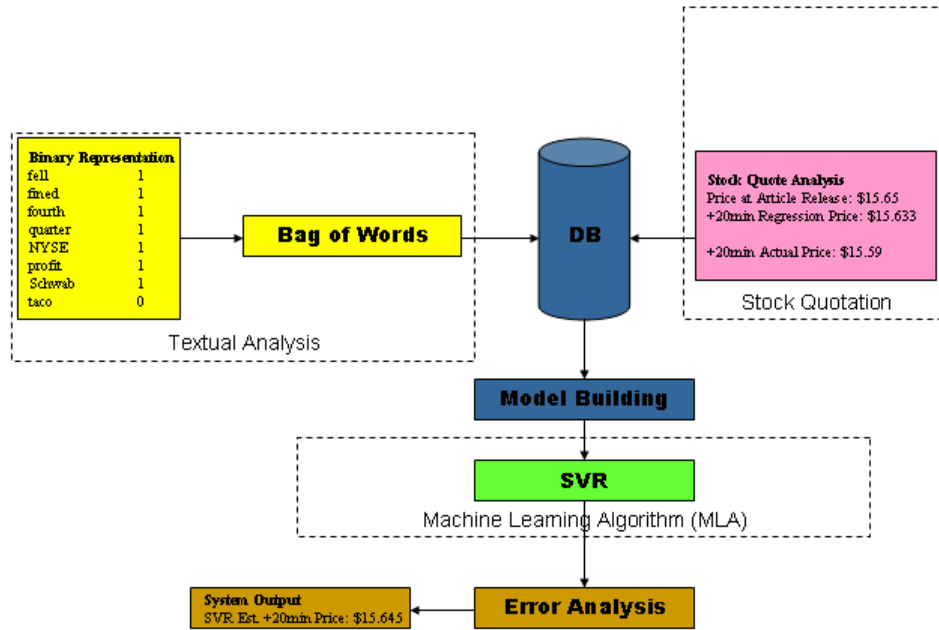 Binary Representation
fell 1
fined 1
fourth 1
quarter 1
NYSE 1
profit 1
Schwab 1
taco 0
Bag of Words
Textual Analysis
DB
Stock Quote Analysis
Price at Article Release: $15.65
+20min Regression Price: $15.633
+20min Actual Price: $15.59
Stock Quotation
Model Building
SVR
Machine Learning Algorithm (MLA)
Error Analysis
System Output
SVR Est. +20min Price: $15.645